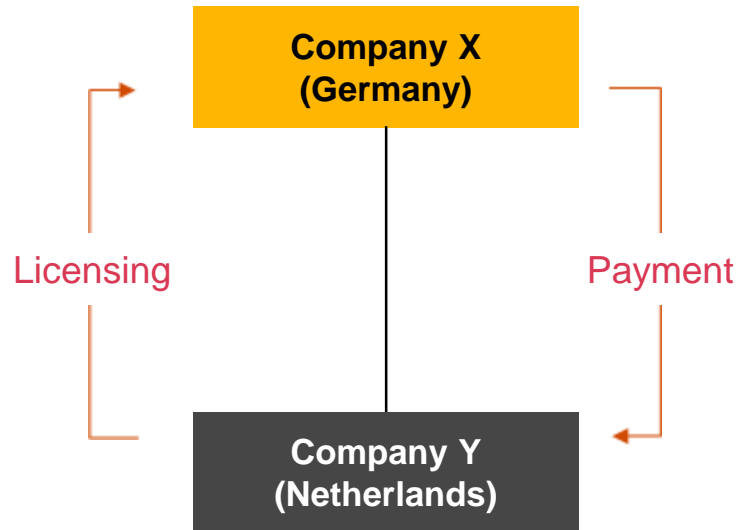 Company X
(Germany)
Licensing
Payment
Company Y
(Netherlands)